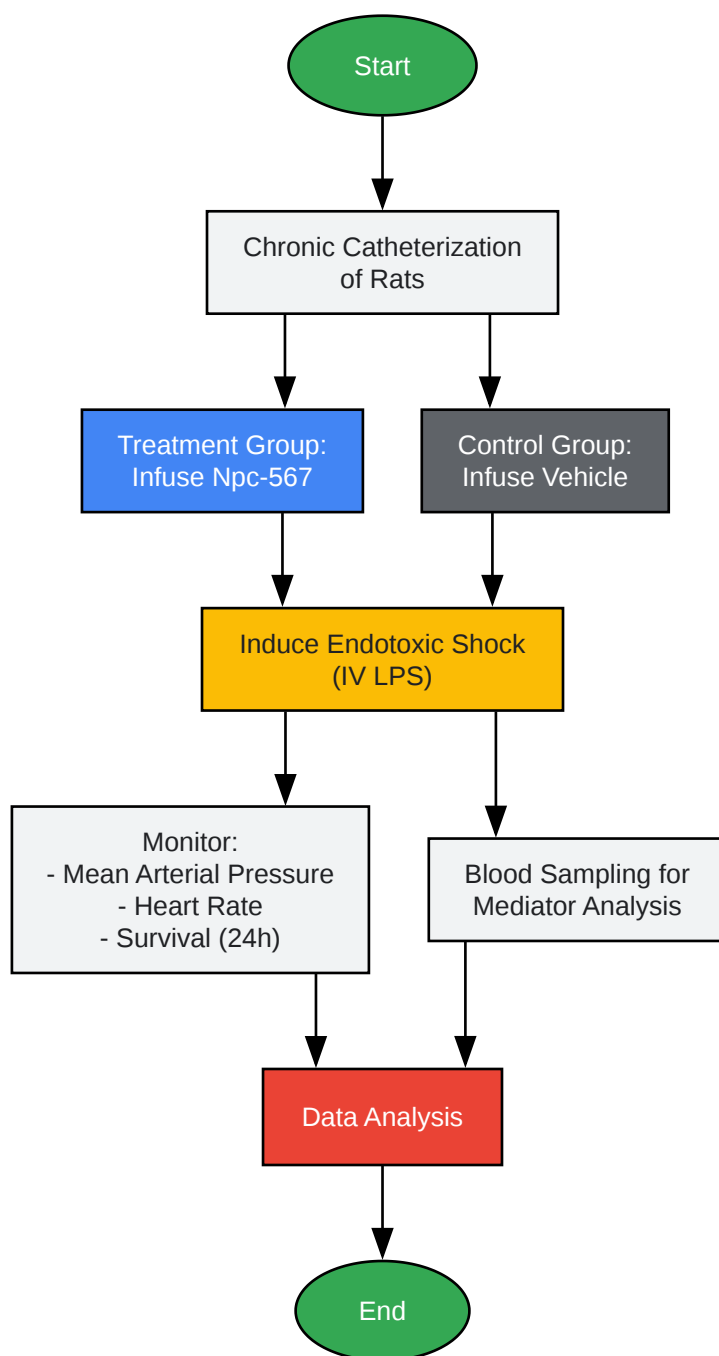 Start
Chronic Catheterization
of Rats
Treatment Group:
Infuse Npc-567
Control Group:
Infuse Vehicle
Induce Endotoxic Shock
(IV LPS)
Monitor:
- Mean Arterial Pressure
- Heart Rate
- Survival (24h)
Blood Sampling for
Mediator Analysis
Data Analysis
End